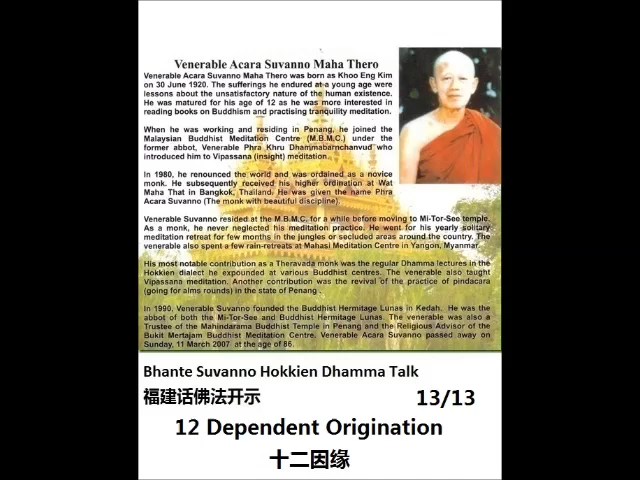 Venerable Acara Suvanno Maha Thero
Venerable Acara Suvanno Maha Thero was born as Khoo Eng Kim
on 30 June 1920. The sufferings he endured at a young age were
lessons about the unsatisfactory nature of the human existence.
He was matured for his age of 12 as he was more interested in
reading books on Buddhism and practising tranquility meditation.
When he was working and residing in Penang, he joined the
Malaysian Buddhist Meditation Centre (M.B.M.C.) under the
former abbot, Venerable Phra Khru Dhammabarnchanvud who
introduced him to Vipassana (insight) meditation.
In 1980, he renounced the world and was ordained as a novice
monk. He subsequently received his higher ordination at Wat
Maha That in Bangkok, Thailand. He was given the name Phra
Acara Suvanno (The monk with beautiful discipline).
Venerable Suvanno resided at the M.B.M.C. for a while before moving to Mi-Tor-See temple.
As a monk, he never neglected his meditation practice. He went for his yearly solitary
meditation retreat for few months in the jungles or secluded areas around the country. The
venerable also spent a few rain-retreats at Mahasi Meditation Centre in Yangon, Myanmar.
His most notable contribution as a Theravada monk was the regular Dhamma lectures in the
Hokkien dialect he expounded at various Buddhist centres. The venerable also taught
Vipassana meditation. Another contribution was the revival of the practice of pindacara
(going for alms rounds) in the state of Penang .
In 1990, Venerable Suvanno founded the Buddhist Hermitage Lunas in Kedah. He was the
abbot of both the Mi-Tor-See and Buddhist Hermitage Lunas. The venerable was also a
Trustee of the Mahindarama Buddhist Temple in Penang and the Religious Advisor of the
Bukit Mertajam Buddhist Meditation Centre. Venerable Acara Suvanno passed away on
Sunday, 11 March 2007 at the age of 86.
Bhante Suvanno Hokkien Dhamma Talk
福建话佛法开示 13/13
12 Dependent Origination
十二因缘